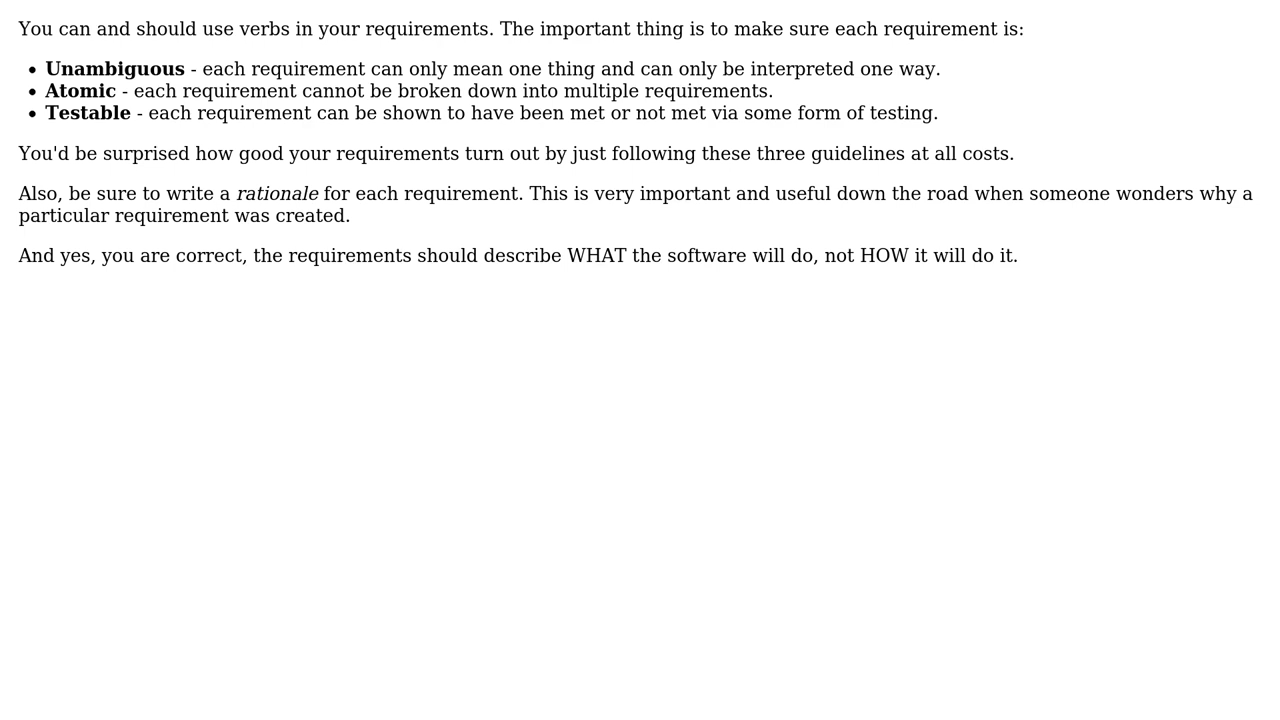 You can and should use verbs in your requirements. The important thing is to make sure each requirement is:
• Unambiguous - each requirement can only mean one thing and can only be interpreted one way.
• Atomic - each requirement cannot be broken down into multiple requirements.
• Testable - each requirement can be shown to have been met or not met via some form of testing.
You'd be surprised how good your requirements turn out by just following these three guidelines at all costs.
Also, be sure to write a rationale for each requirement. This is very important and useful down the road when someone wonders why a
particular requirement was created.
And yes, you are correct, the requirements should describe WHAT the software will do, not HOW it will do it.